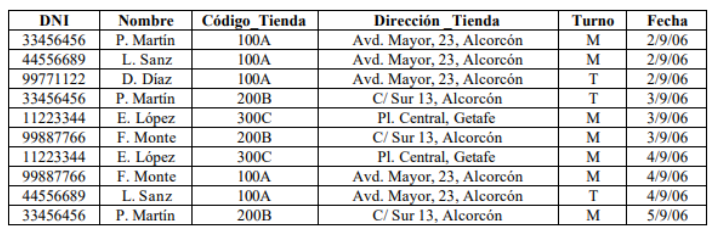 DNI Nombre Código_Tienda Dirección _Tienda Turno Fecha
33456456 P. Martín 100A Avd. Mayor, 23, Alcorcón M 2/9/06
44556689 L. Sanz 100A Avd. Mayor, 23, Alcorcón M 2/9/06
99771122 D. Díaz 100A Avd. Mayor, 23, Alcorcón T 2/9/06
33456456 P. Martín 200B C/ Sur 13, Alcorcón T 3/9/06
11223344 E. López 300C Pl. Central, Getafe M 3/9/06
99887766 F. Monte 200B C/ Sur 13, Alcorcón M 3/9/06
11223344 E. López 300C Pl. Central, Getafe M 4/9/06
99887766 F. Monte 100A Avd. Mayor, 23, Alcorcón M 4/9/06
44556689 L. Sanz 100A Avd. Mayor, 23, Alcorcón T 4/9/06
33456456 P. Martín 200B C/ Sur 13, Alcorcón M 5/9/06